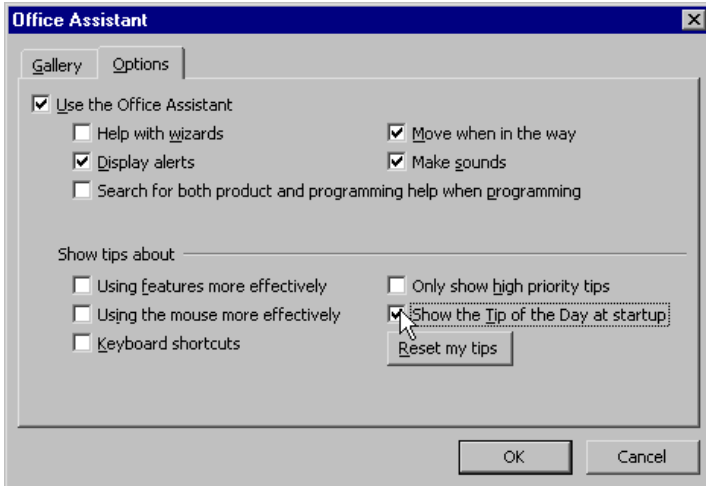 Office Assistant
Gallery Options
Use the Office Assistant
Help with wizards Move when in the way
Display alerts Make sounds
Search for both product and programming help when programming
Show tips about
Using features more effectively Only show high priority tips
Using the mouse more effectively Show the Tip of the Day at startup
Keyboard shortcuts Reset my tips
OK Cancel